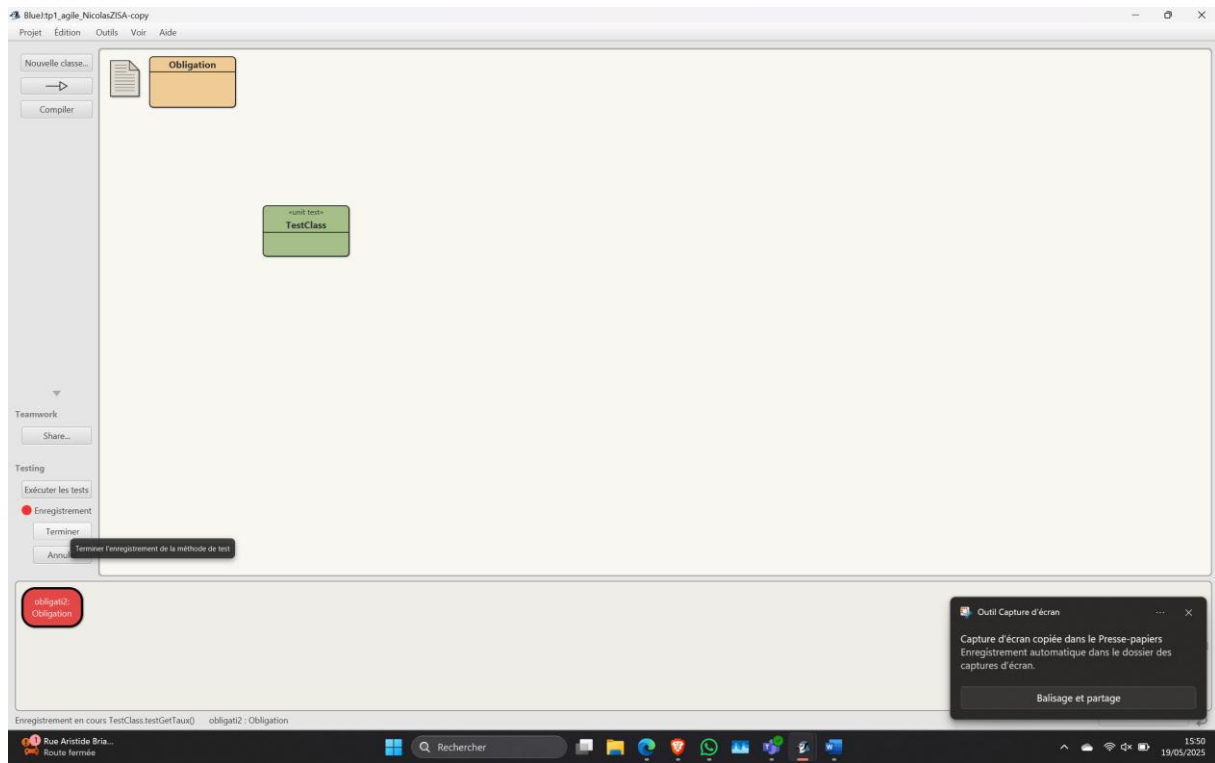 BlueJ:tp1_agile_NicolasZISA-copy
Projet Édition Outils Voir Aide
Nouvelle classe...
Compiler
Obligation
«unit test»
TestClass
Teamwork
Share...
Testing
Exécuter les tests
Enregistrement
Terminer
Terminer l'enregistrement de la méthode de test
obligati2:
Obligation
Outil Capture d'écran
Capture d'écran copiée dans le Presse-papiers
Enregistrement automatique dans le dossier des
captures d'écran.
Balisage et partage
Enregistrement en cours TestClass.testGetTaux() obligati2 : Obligation
Rue Aristide Bria...
Route fermée
Rechercher
15:50
19/05/2025